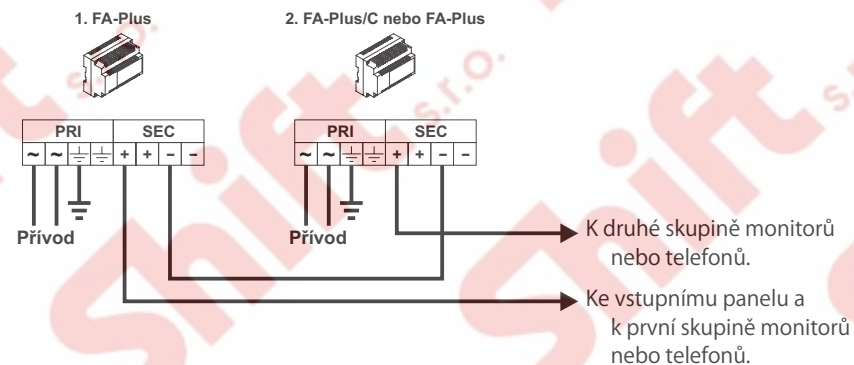 1. FA-Plus
2. FA-Plus/C nebo FA-Plus
PRI SEC
~ ~ + + − −
PRI SEC
~ ~ + + − −
Přívod
Přívod
K druhé skupině monitorů
nebo telefonů.
Ke vstupnímu panelu a
k první skupině monitorů
nebo telefonů.
Shift s.r.o.